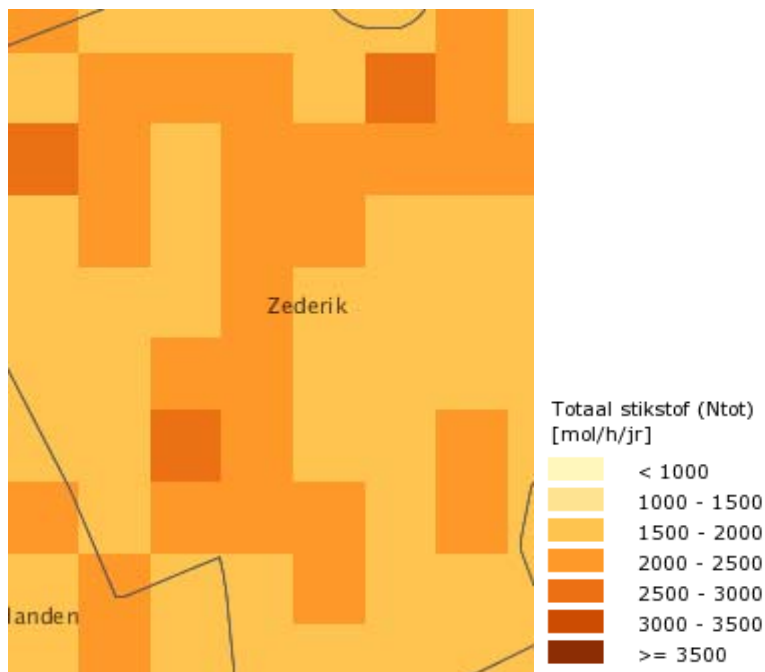 Zederik
landen
Totaal stikstof (Ntot)
[mol/h/jr]
< 1000
1000 - 1500
1500 - 2000
2000 - 2500
2500 - 3000
3000 - 3500
>= 3500